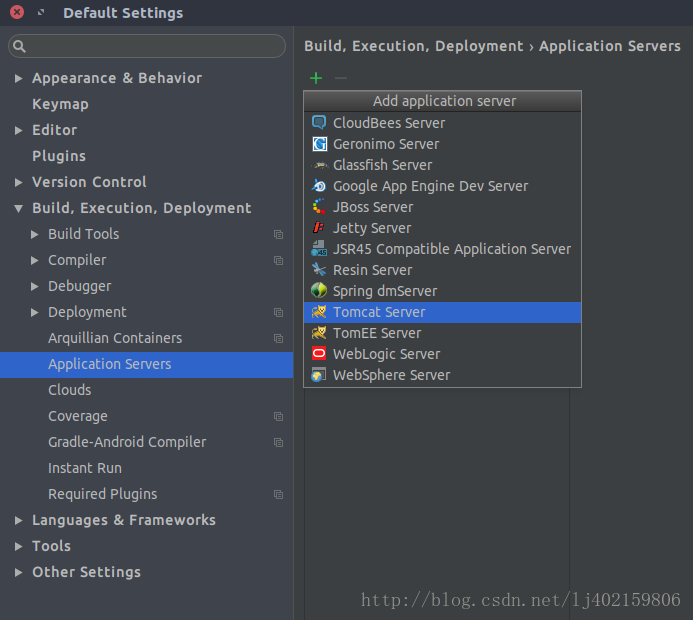 Default Settings
Build, Execution, Deployment › Application Servers
Appearance & Behavior
Keymap
Editor
Plugins
Version Control
Build, Execution, Deployment
Build Tools
Compiler
Debugger
Deployment
Arquillian Containers
Application Servers
Clouds
Coverage
Gradle-Android Compiler
Instant Run
Required Plugins
Languages & Frameworks
Tools
Other Settings
Add application server
CloudBees Server
Geronimo Server
Glassfish Server
Google App Engine Dev Server
JBoss Server
Jetty Server
JSR45 Compatible Application Server
Resin Server
Spring dmServer
Tomcat Server
TomEE Server
WebLogic Server
WebSphere Server
http://blog.csdn.net/lj402159806